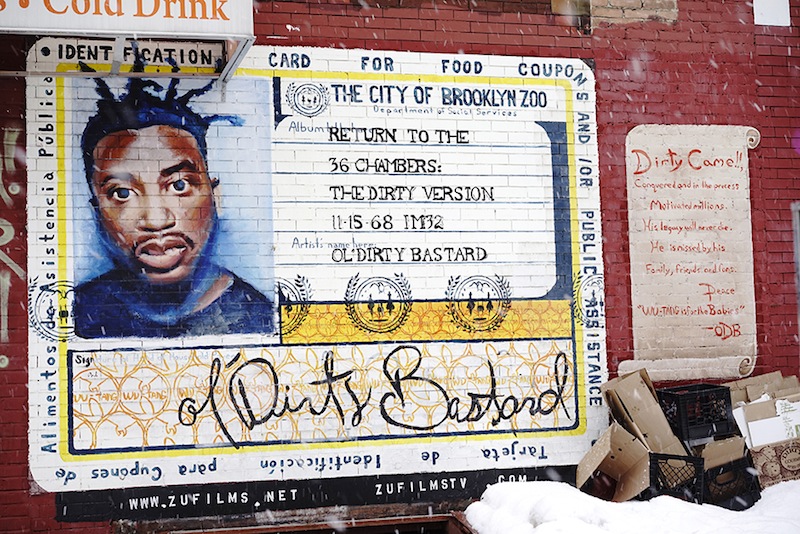 Cold Drink
IDENTIFICATION CARD FOR FOOD COUPONS AND/OR PUBLIC ASSISTANCE
THE CITY OF BROOKLYN ZOO
Department of Social Services
Album
RETURN TO THE
36 CHAMBERS:
THE DIRTY VERSION
11-15-68 IM32
Artist's name here:
OL'DIRTY BASTARD
Sign
ol' Dirty Bastard
Tarjeta de Identificación para Cupones de
Alimentos de Asistencia Pública
WWW.ZUFILMS.NET ZUFILMSTV COM
Dirty Came!!
Conquered and in the process
Motivated millions.
His legacy will never die.
He is missed by his
Family, friends and fans.
Peace
"WU-TANG is for the Babies"
-ODB